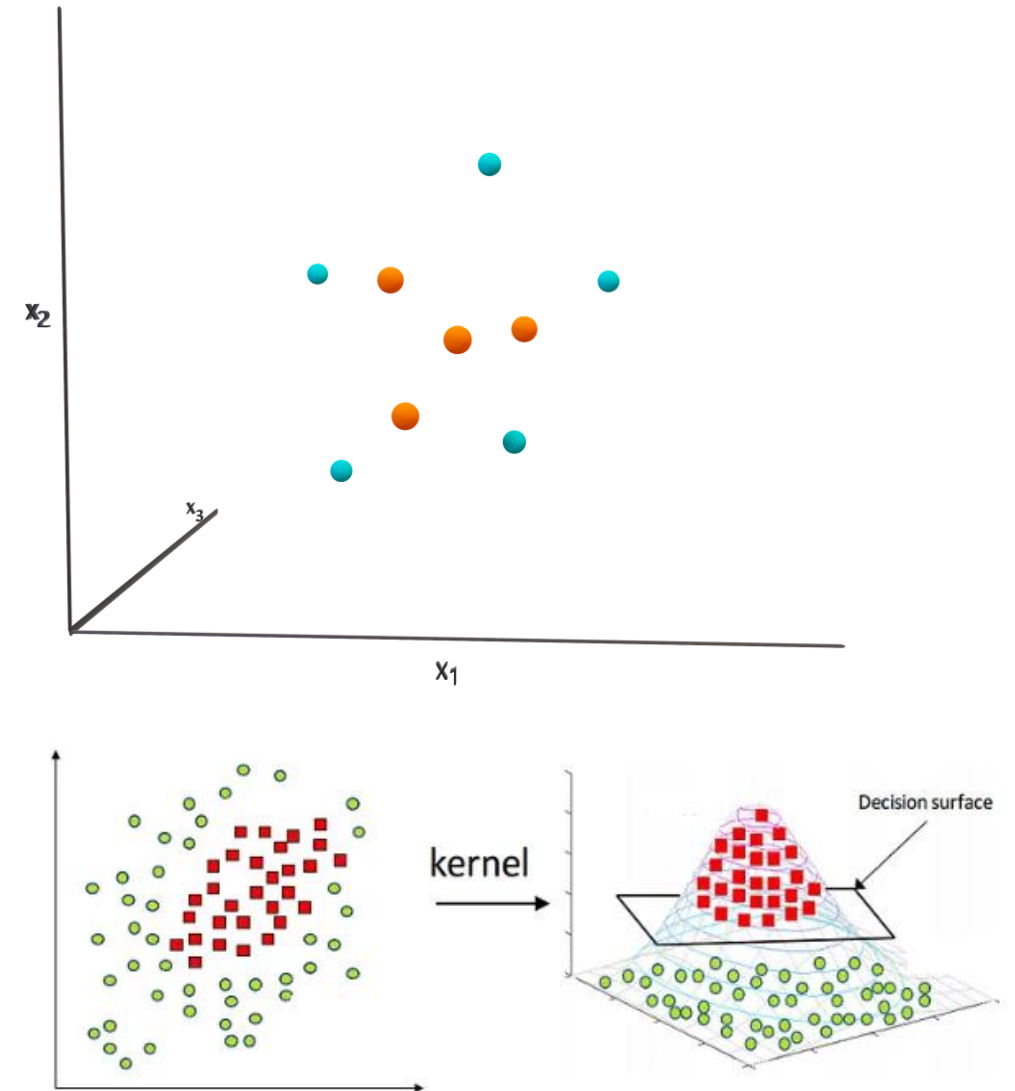 x₂
x₃
x₁
kernel
Decision surface